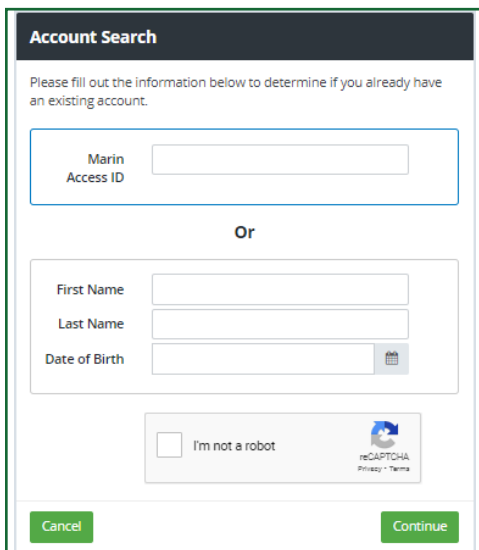 Account Search
Please fill out the information below to determine if you already have
an existing account.
Marin
Access ID
Or
First Name
Last Name
Date of Birth
I'm not a robot
reCAPTCHA
Privacy • Terms
Cancel
Continue